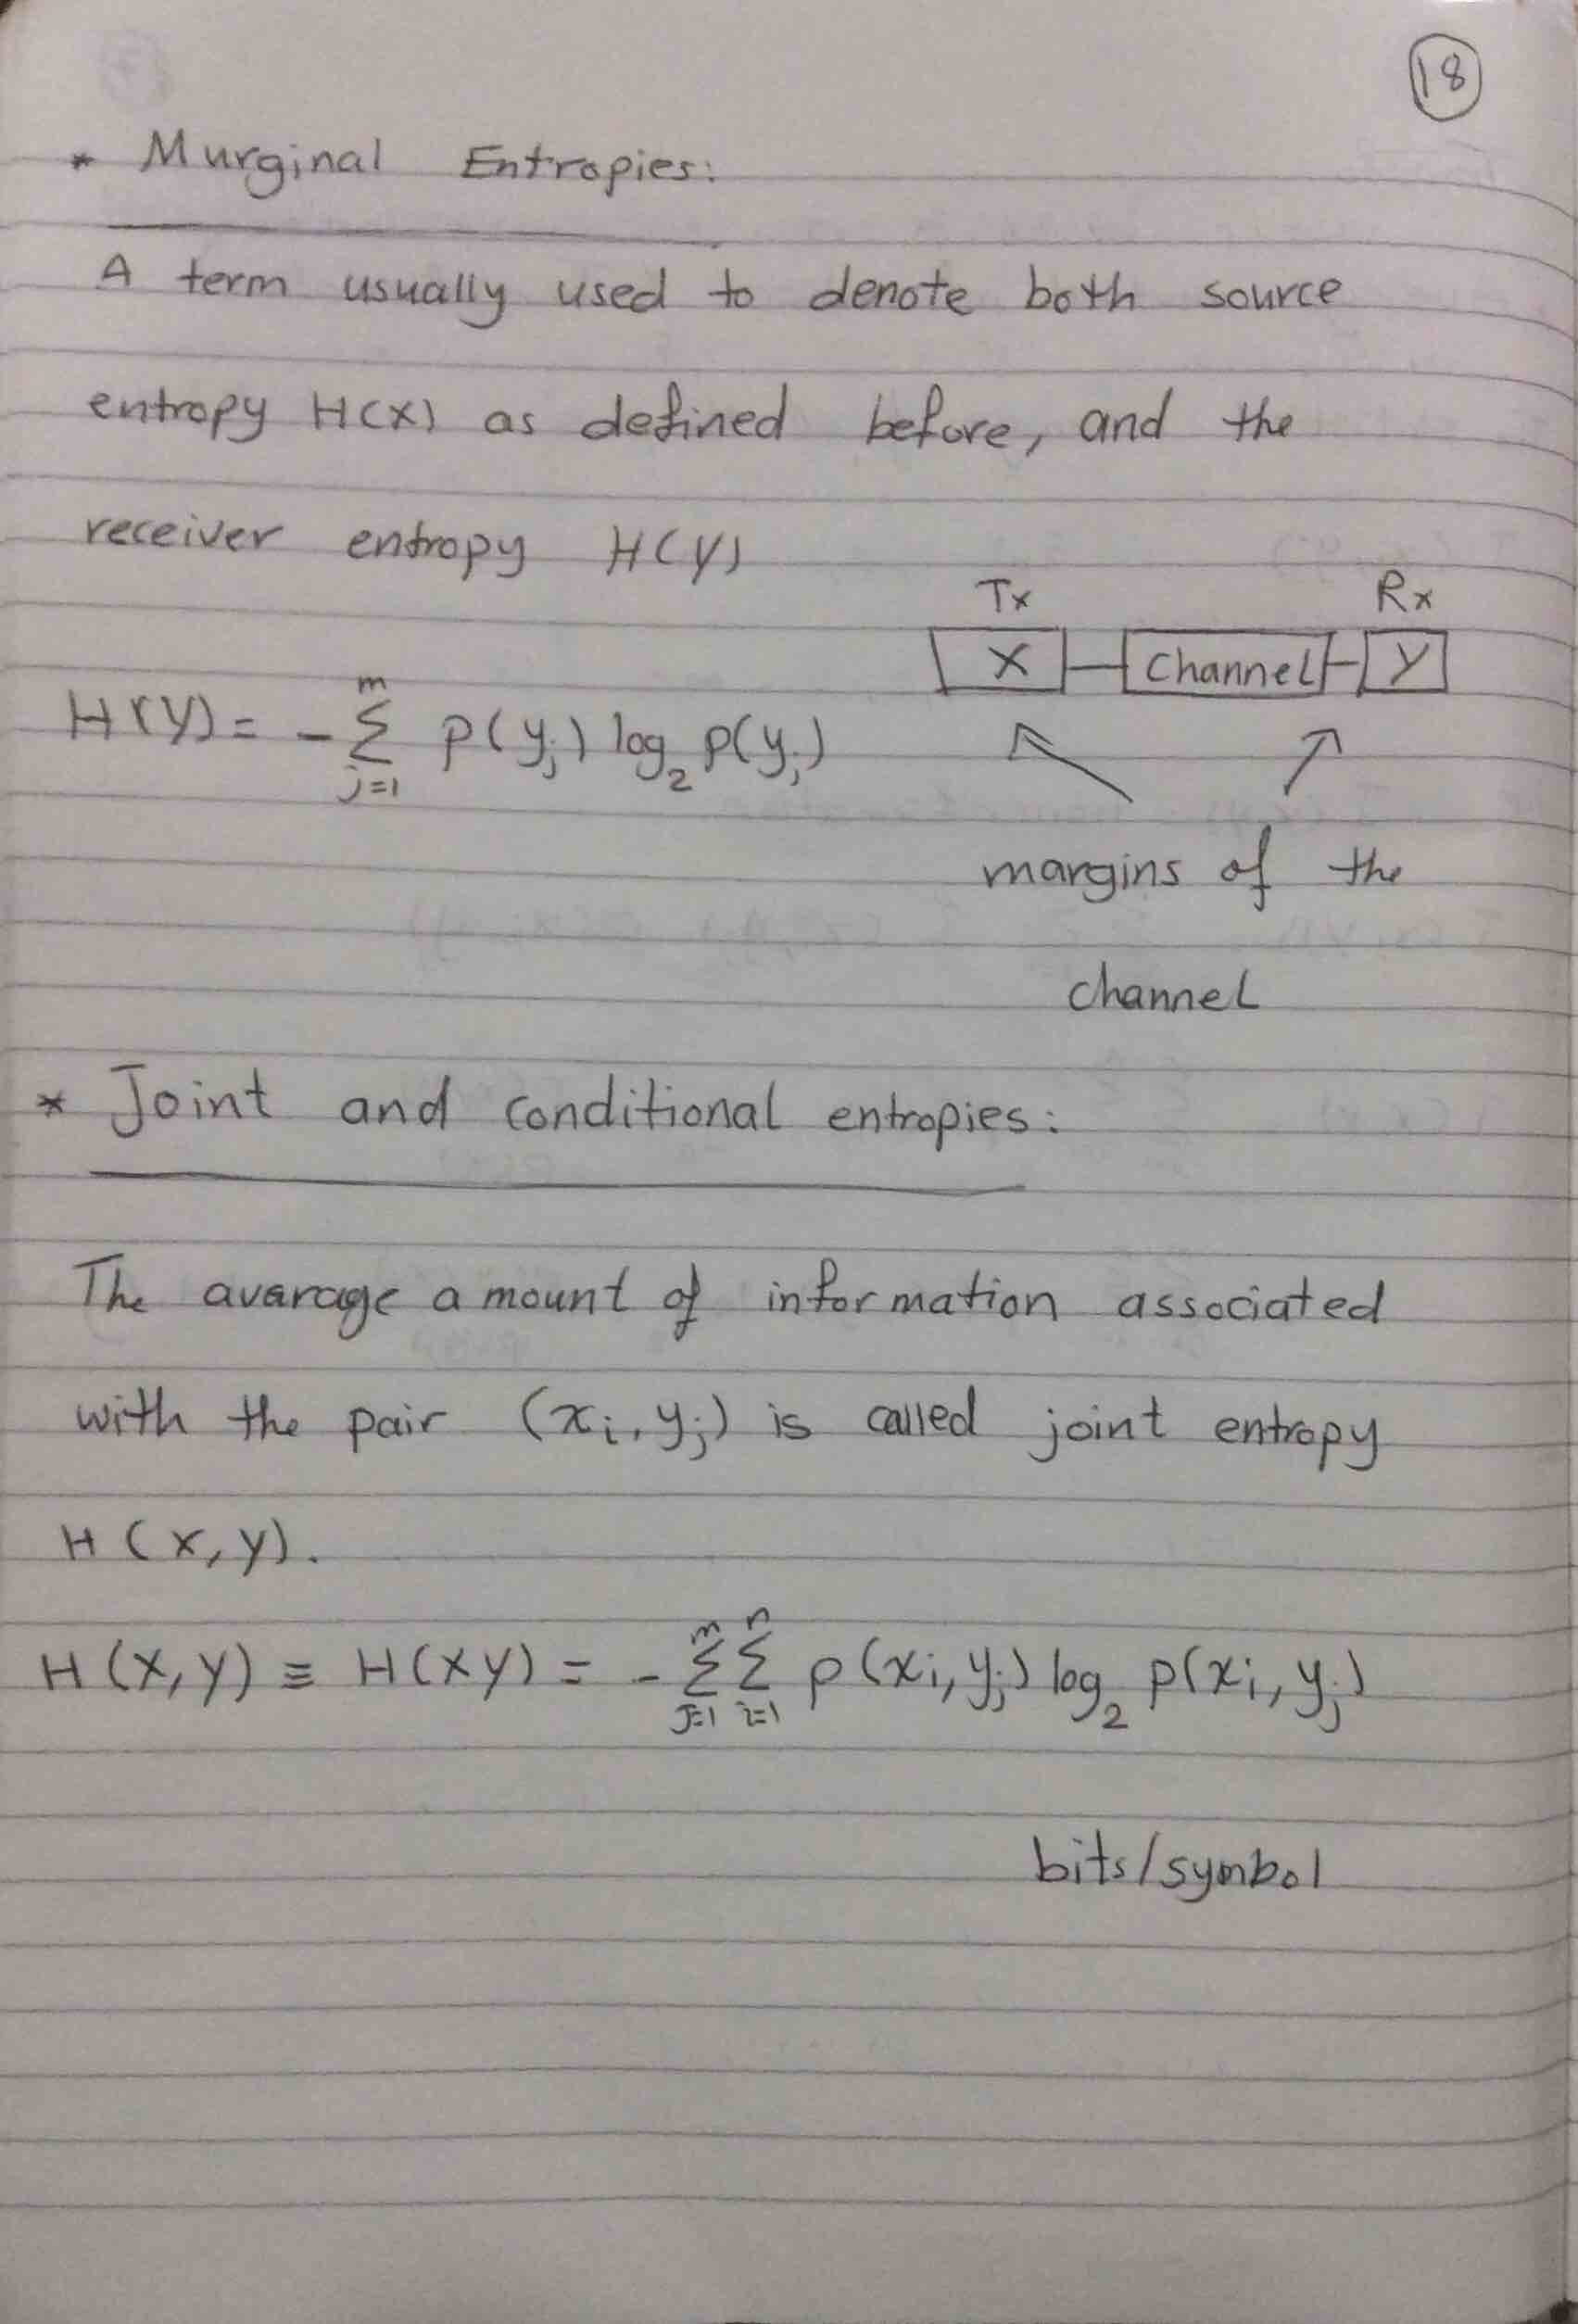 18
* Murginal Entropies:
A term usually used to denote both source
entropy H(X) as defined before, and the
receiver entropy H(Y)
Tx Rx
X Channel Y
H(Y) = - m∑j=1 p(yj) log2 p(yj)
margins of the
channel
* Joint and conditional entropies:
The avarage amount of information associated
with the pair (xi, yj) is called joint entropy
H(X,Y).
H(X,Y) ≡ H(XY) = - m∑j=1 n∑i=1 p(xi, yj) log2 p(xi, yj)
bits/symbol